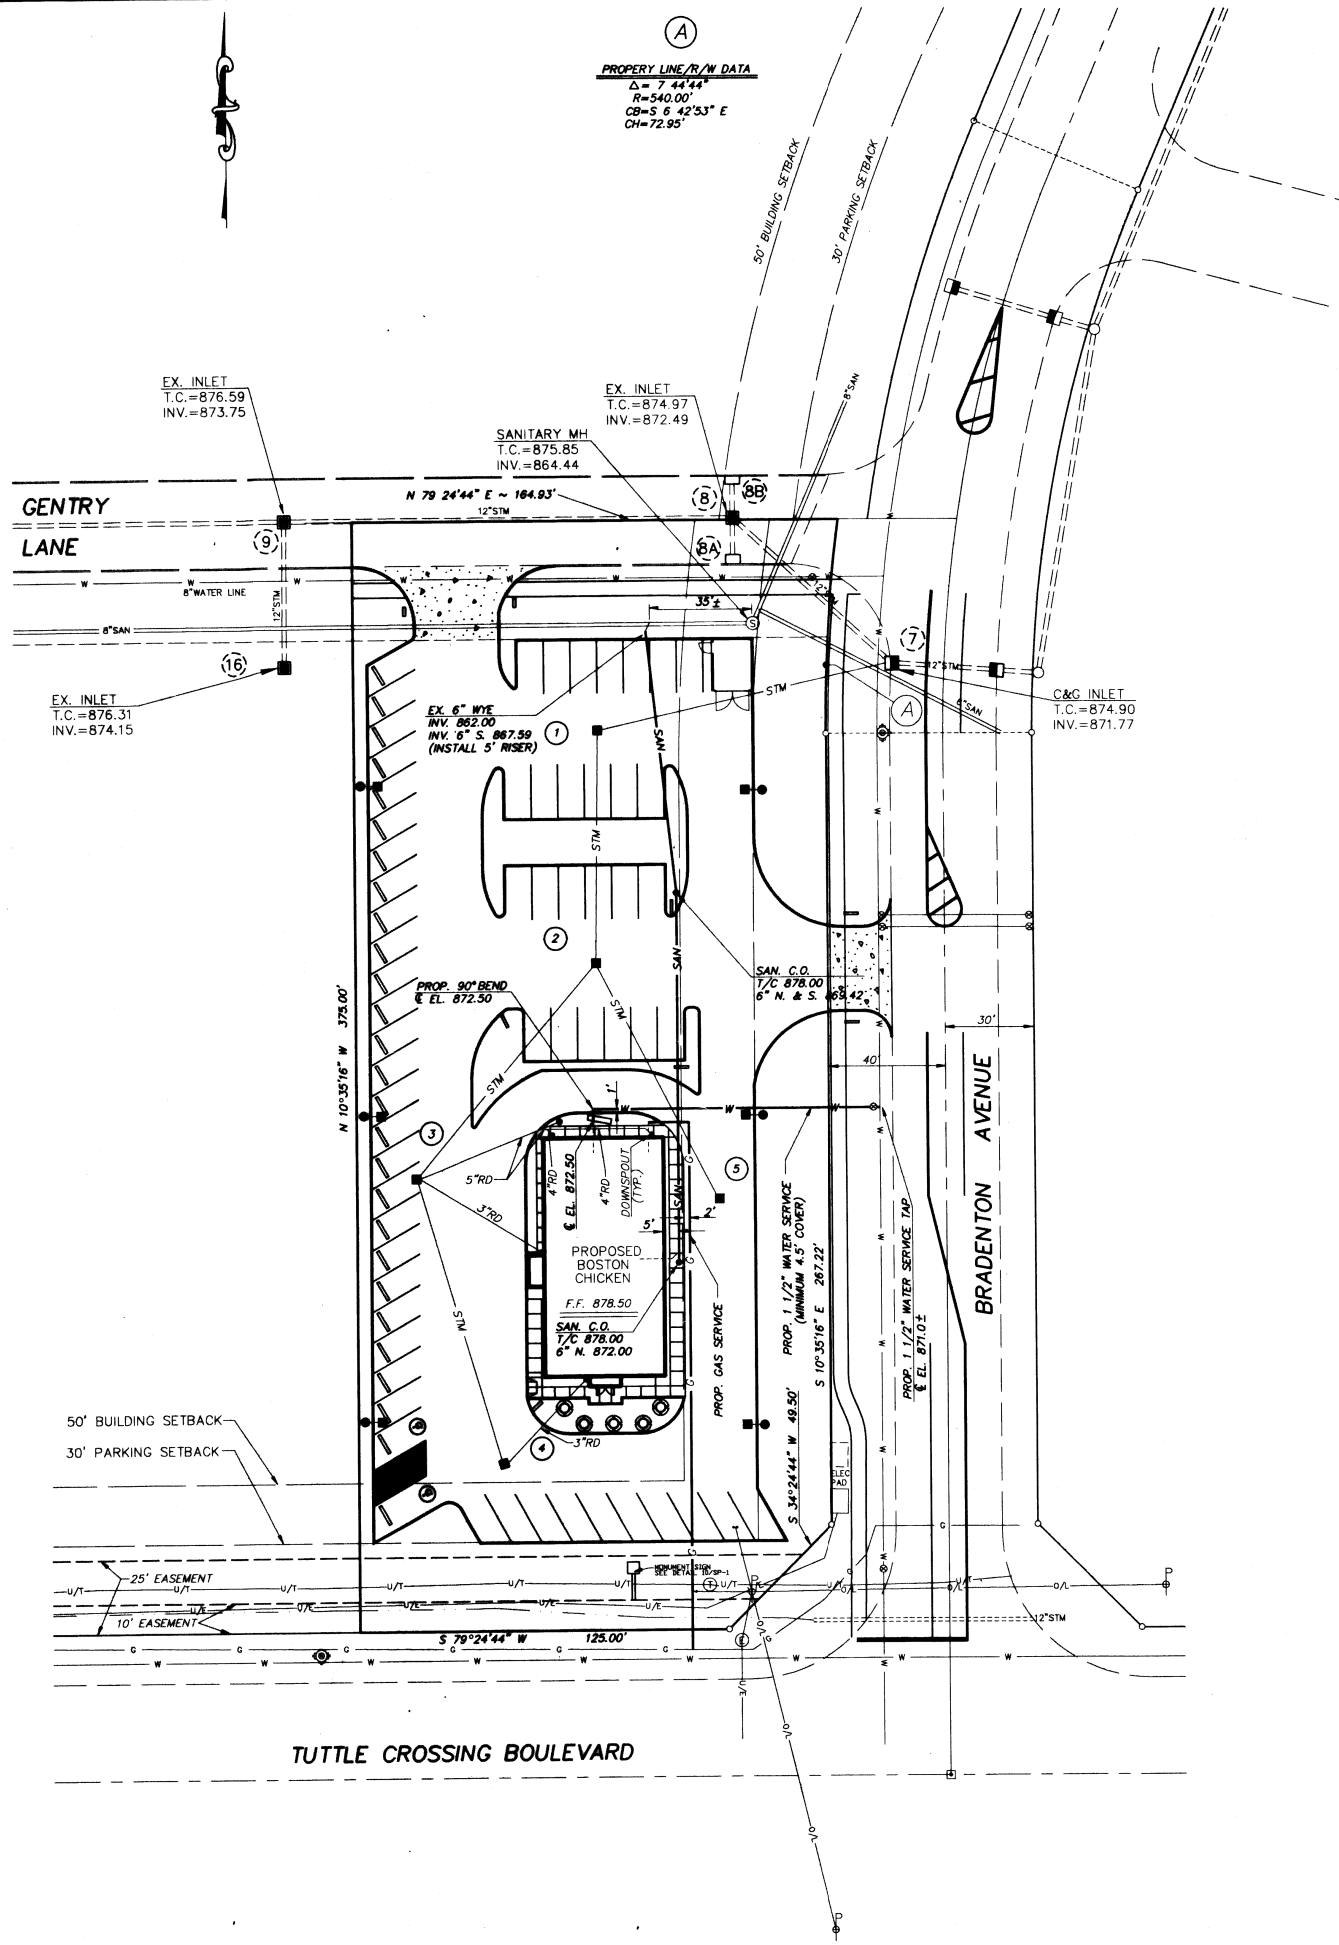 A
PROPERY LINE/R/W DATA
Δ= 7 44'44"
R=540.00'
CB=S 6 42'53" E
CH=72.95'
50' BUILDING SETBACK
30' PARKING SETBACK
EX. INLET
T.C.=876.59
INV.=873.75
EX. INLET
T.C.=874.97
INV.=872.49
SANITARY MH
T.C.=875.85
INV.=864.44
8"SAN
GENTRY
LANE
N 79 24'44" E ~ 164.93'
12"STM
8
8B
8A
9
W
W
W
W
W
W
W
8"WATER LINE
12"STM
12"STM
8"SAN
35'±
S
16
7
12"STM
EX. INLET
T.C.=876.31
INV.=874.15
EX. 6" WYE
INV. 862.00
INV. 6" S. 867.59
(INSTALL 5' RISER)
1
STM
6"SAN
A
C&G INLET
T.C.=874.90
INV.=871.77
SAN
STM
W
W
2
SAN
STM
SAN. C.O.
T/C 878.00
6" N. & S. 869.42
PROP. 90° BEND
℄ EL. 872.50
N 10°35'16" W 375.00'
STM
30'
40'
1'
W
W
W
3
5"RD
4"RD
℄ EL. 872.50
4"RD
DOWNSPOUT
(TYP.)
SAN
G
5
3"RD
5'
2'
G
PROPOSED
BOSTON
CHICKEN
F.F. 878.50
SAN. C.O.
T/C 878.00
6" N. 872.00
STM
PROP. GAS SERVICE
G
PROP. 1 1/2" WATER SERVICE
(MINIMUM 4.5' COVER)
S 10°35'16" E 267.22'
PROP. 1 1/2" WATER SERVICE TAP
℄ EL. 871.0±
BRADENTON AVENUE
S 34°24'44" W 49.50'
4
3"RD
50' BUILDING SETBACK
30' PARKING SETBACK
ELEC
PAD
G
25' EASEMENT
MONUMENT SIGN
SEE DETAIL 10/SP-1
U/T
U/T
U/T
U/T
U/T
U/T
T
U/T
P
U/T
O/L
O/L
U/T
O/L
P
U/E
U/E
U/E
U/E
U/E
10' EASEMENT
12"STM
S 79°24'44" W 125.00'
E
G
G
G
G
G
G
W
W
W
W
W
W
W
W
W
U/E
O/L
TUTTLE CROSSING BOULEVARD
O/L
O/L
P